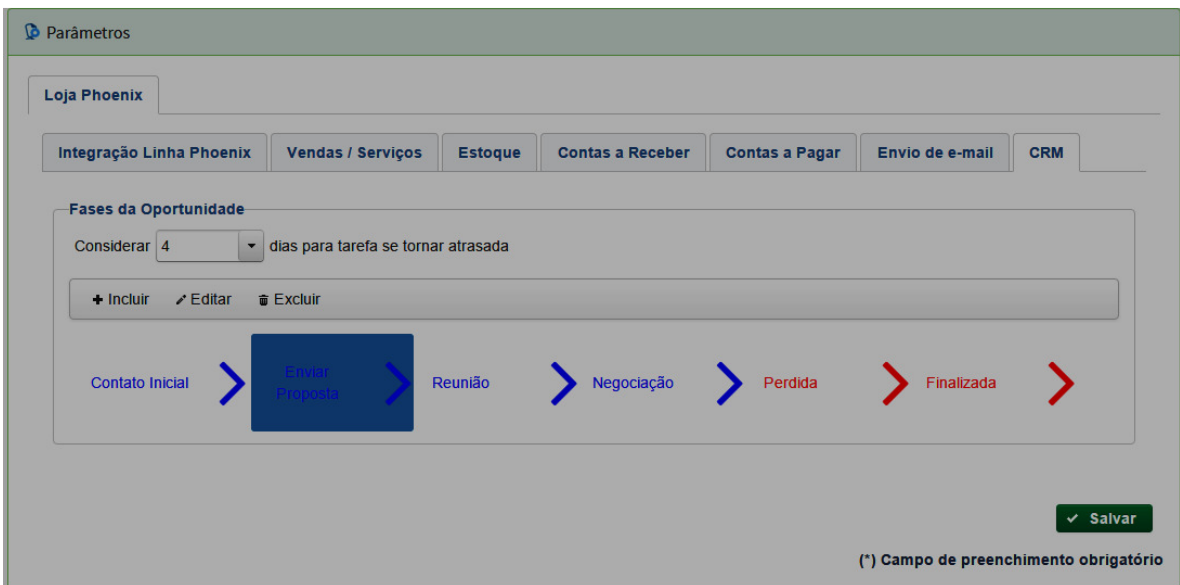 Parâmetros
Loja Phoenix
Integração Linha Phoenix Vendas / Serviços Estoque Contas a Receber Contas a Pagar Envio de e-mail CRM
Fases da Oportunidade
Considerar 4 dias para tarefa se tornar atrasada
Incluir Editar Excluir
Contato Inicial Enviar Proposta Reunião Negociação Perdida Finalizada
Salvar
(*) Campo de preenchimento obrigatório